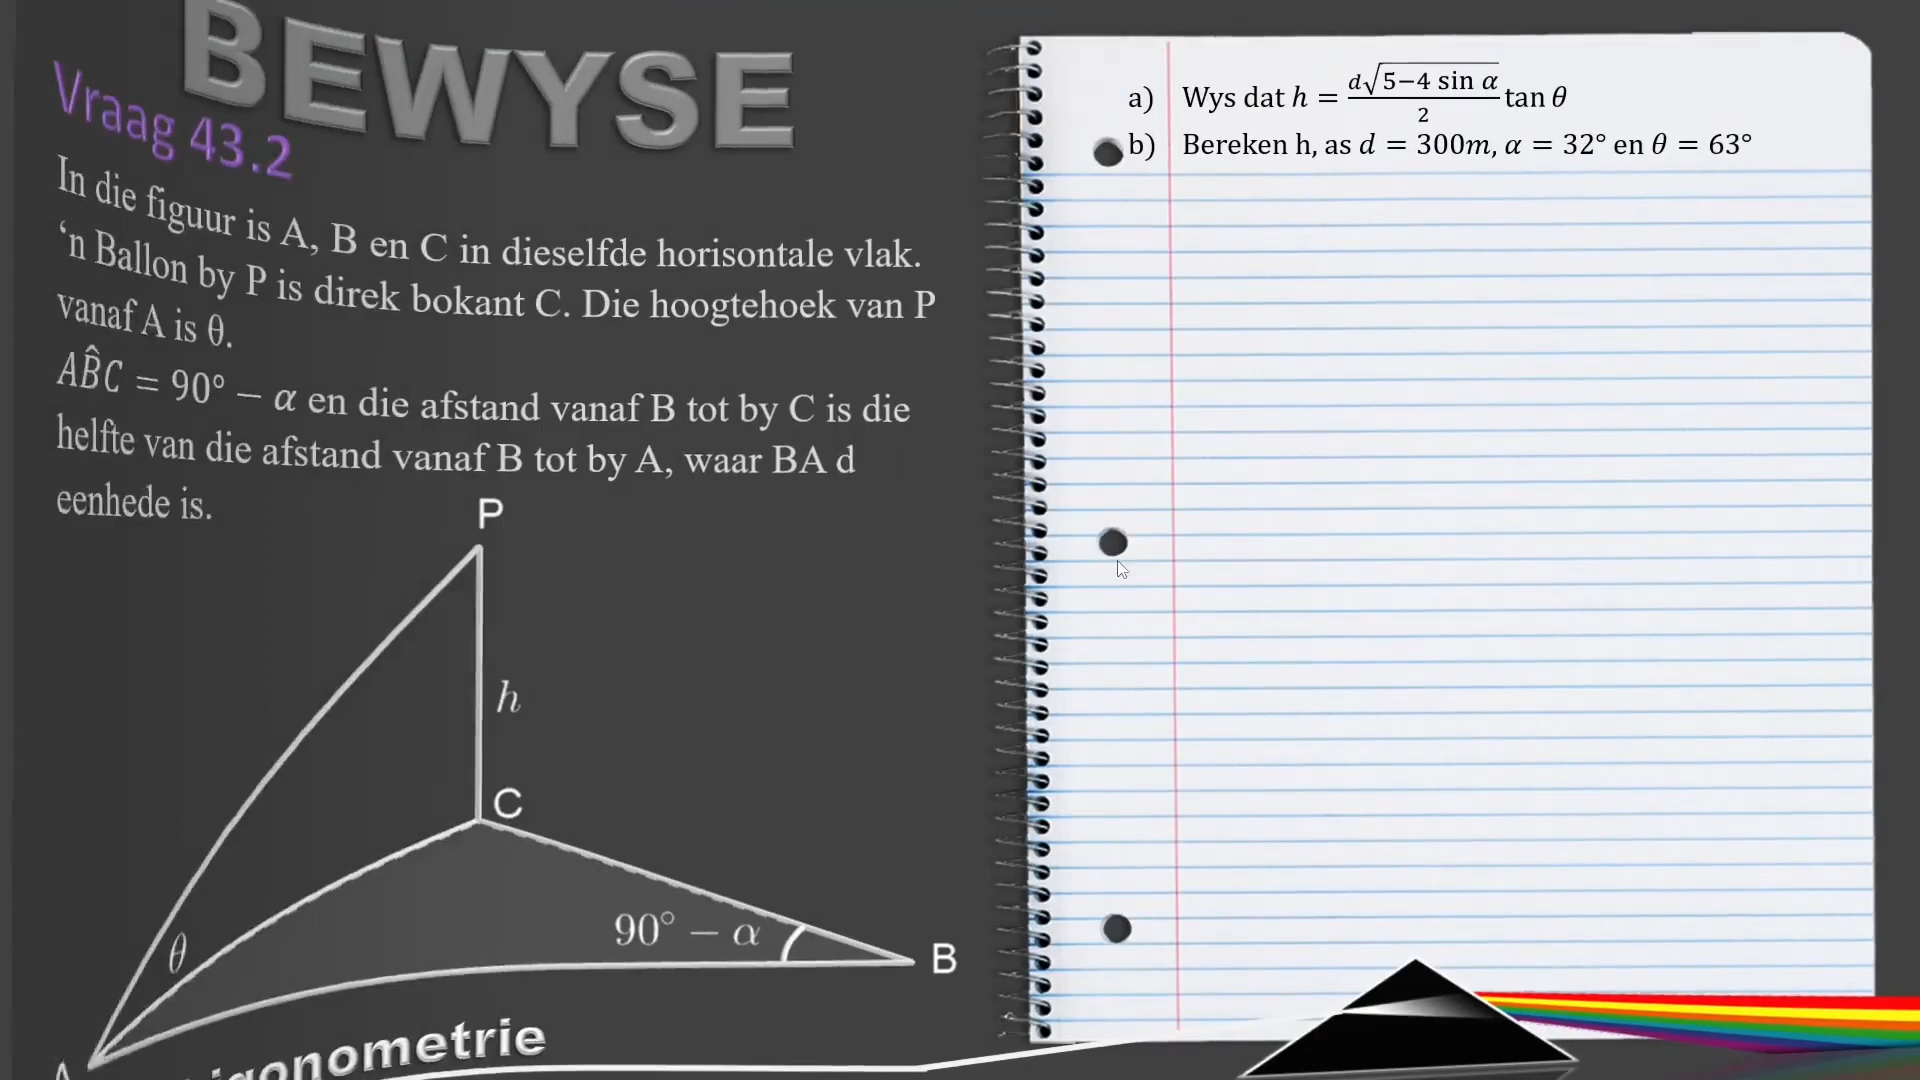 BEWYSE
Vraag 43.2
In die figuur is A, B en C in dieselfde horisontale vlak.
‘n Ballon by P is direk bokant C. Die hoogtehoek van P
vanaf A is θ.
AB̂C = 90° − α en die afstand vanaf B tot by C is die
helfte van die afstand vanaf B tot by A, waar BA d
eenhede is.
P
h
C
90° − α
B
θ
A
igonometrie
a) Wys dat h = d√(5−4 sin α)/2 tan θ
b) Bereken h, as d = 300m, α = 32° en θ = 63°